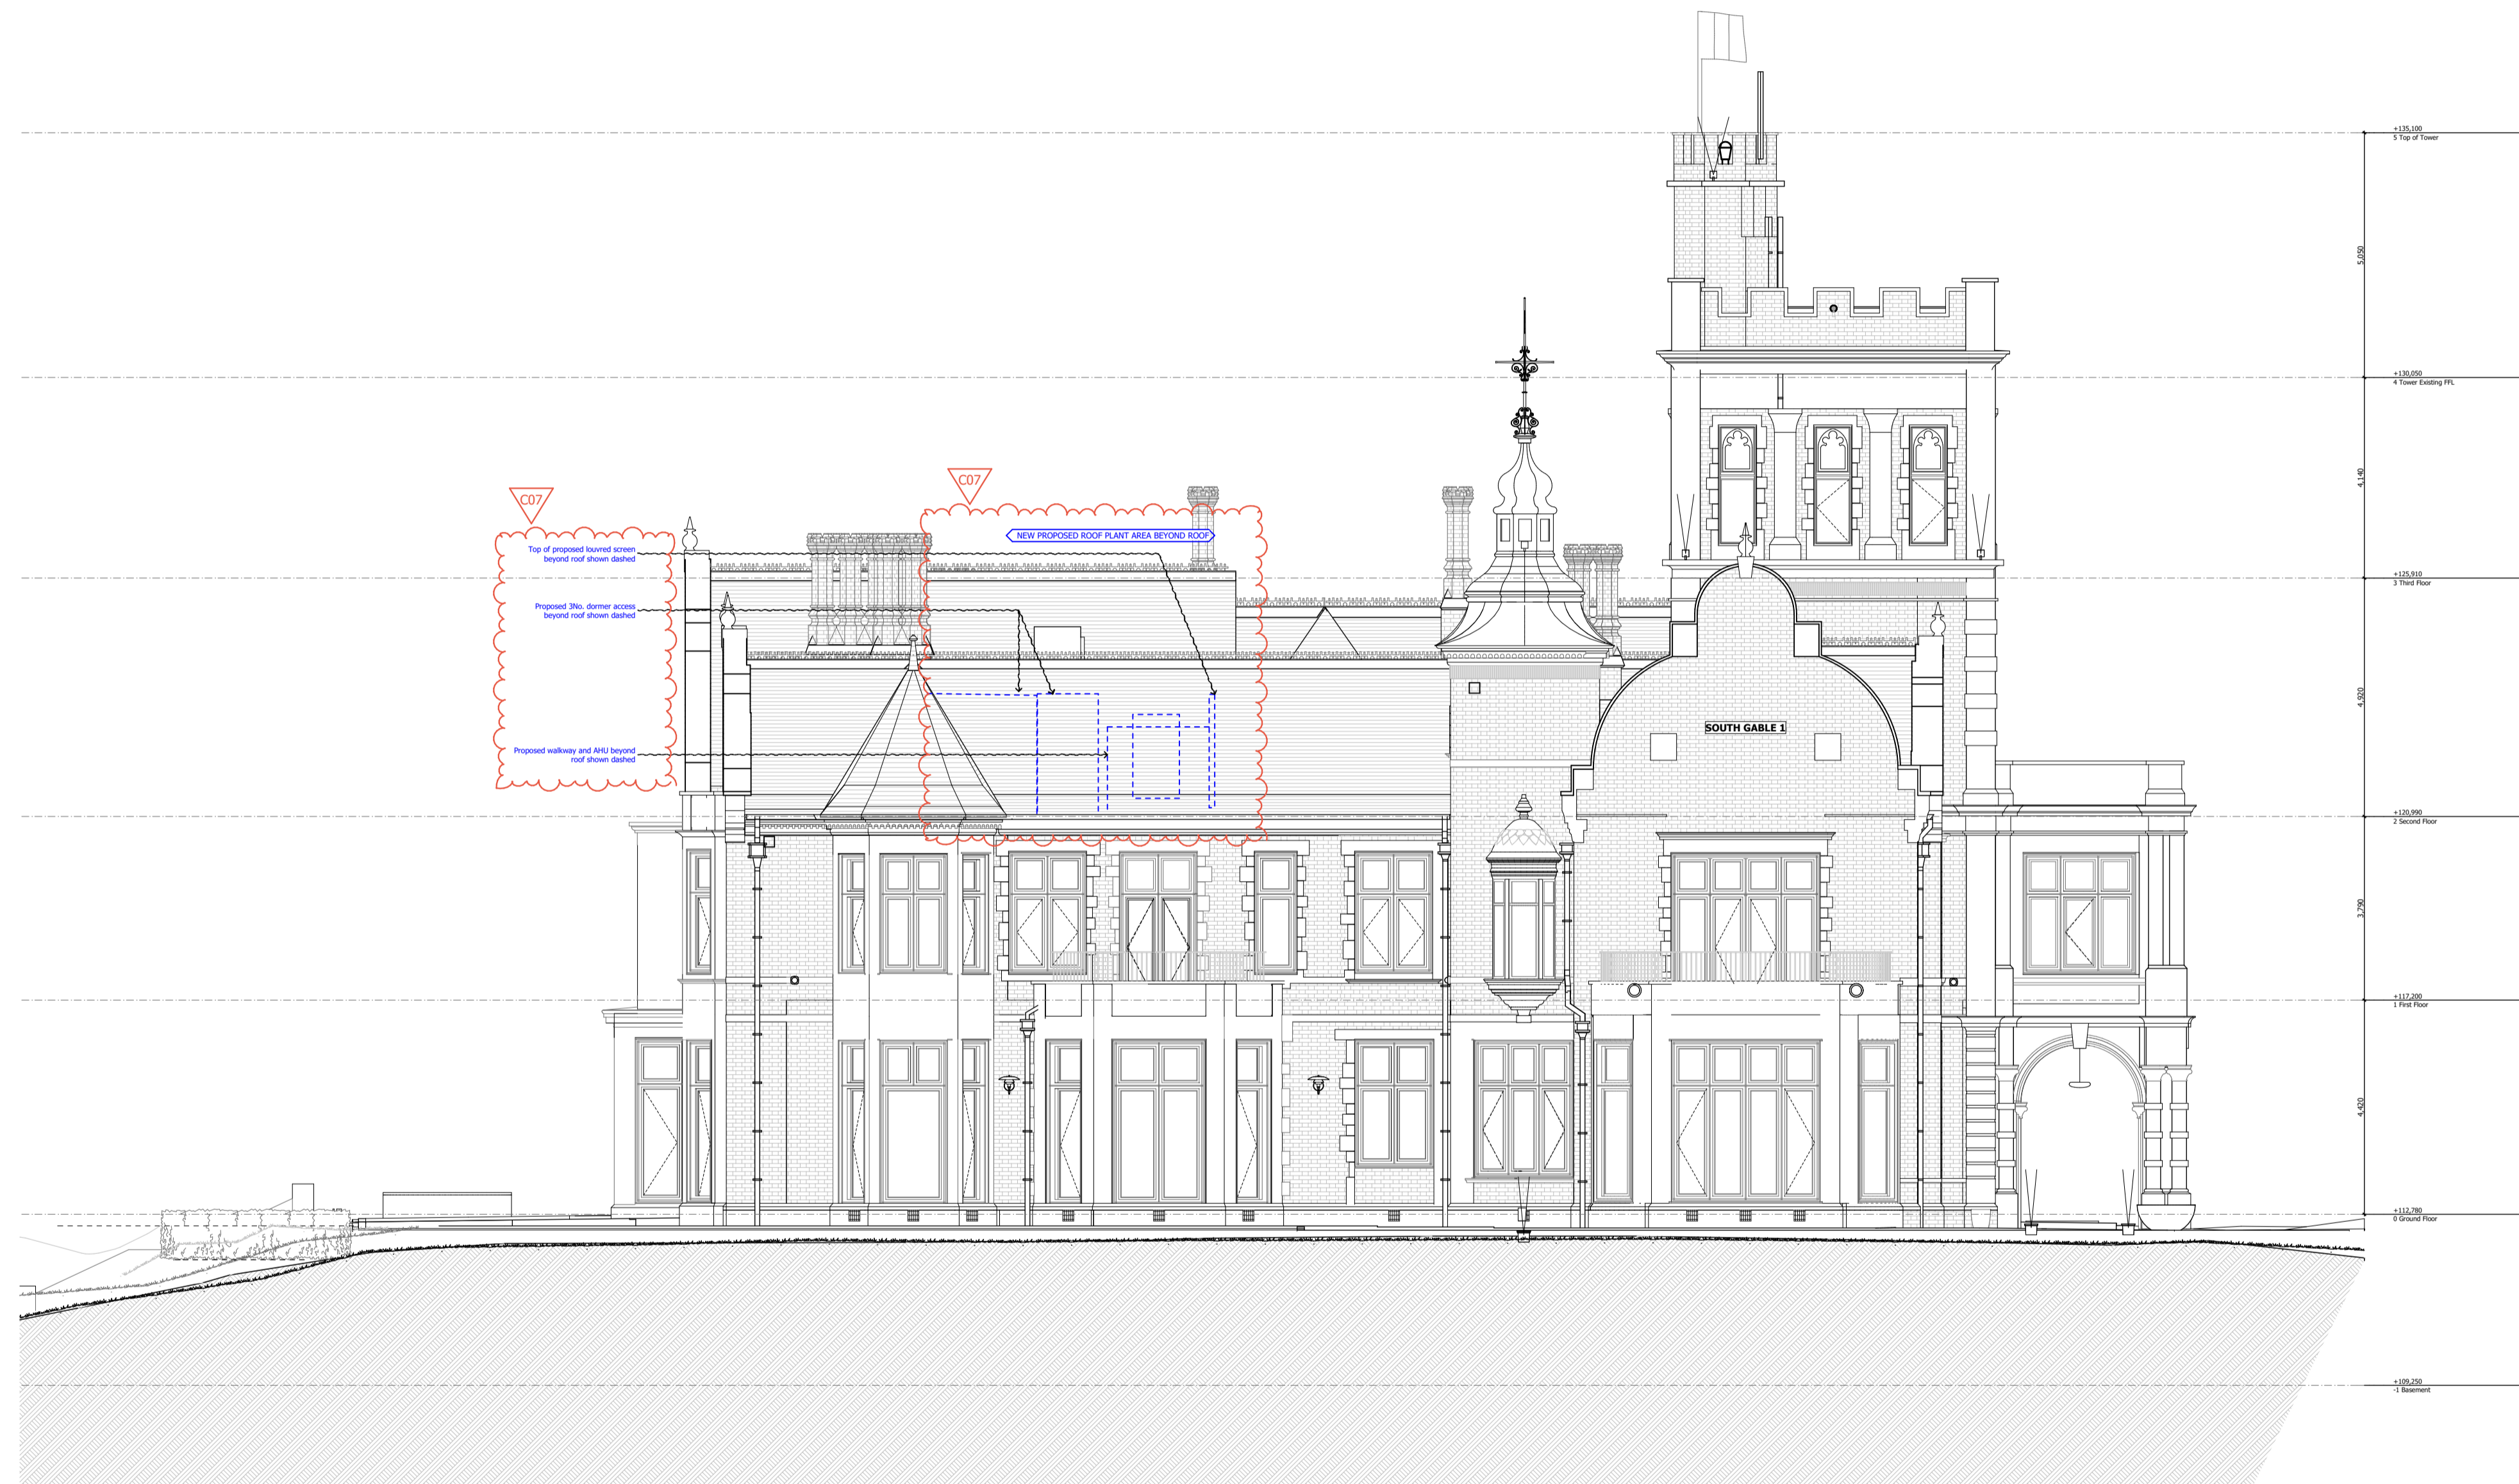 +135,100
5 Top of Tower
5,050
+130,050
4 Tower Existing FFL
4,140
C07
C07
NEW PROPOSED ROOF PLANT AREA BEYOND ROOF
Top of proposed louvred screen
beyond roof shown dashed
+125,910
3 Third Floor
Proposed 3No. dormer access
beyond roof shown dashed
4,920
SOUTH GABLE 1
Proposed walkway and AHU beyond
roof shown dashed
+120,990
2 Second Floor
3,790
+117,200
1 First Floor
4,420
+112,780
0 Ground Floor
+109,250
-1 Basement